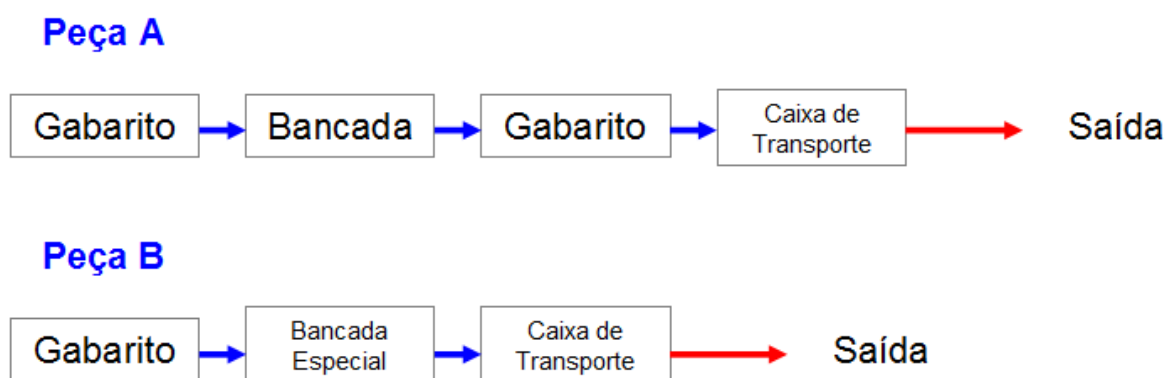 Peça A
Gabarito
Bancada
Gabarito
Caixa de
Transporte
Saída
Peça B
Gabarito
Bancada
Especial
Caixa de
Transporte
Saída